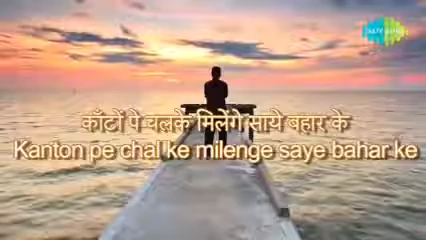 काँटों पे चलके मिलेंगे साये बहार के
Kanton pe chal ke milenge saye bahar ke